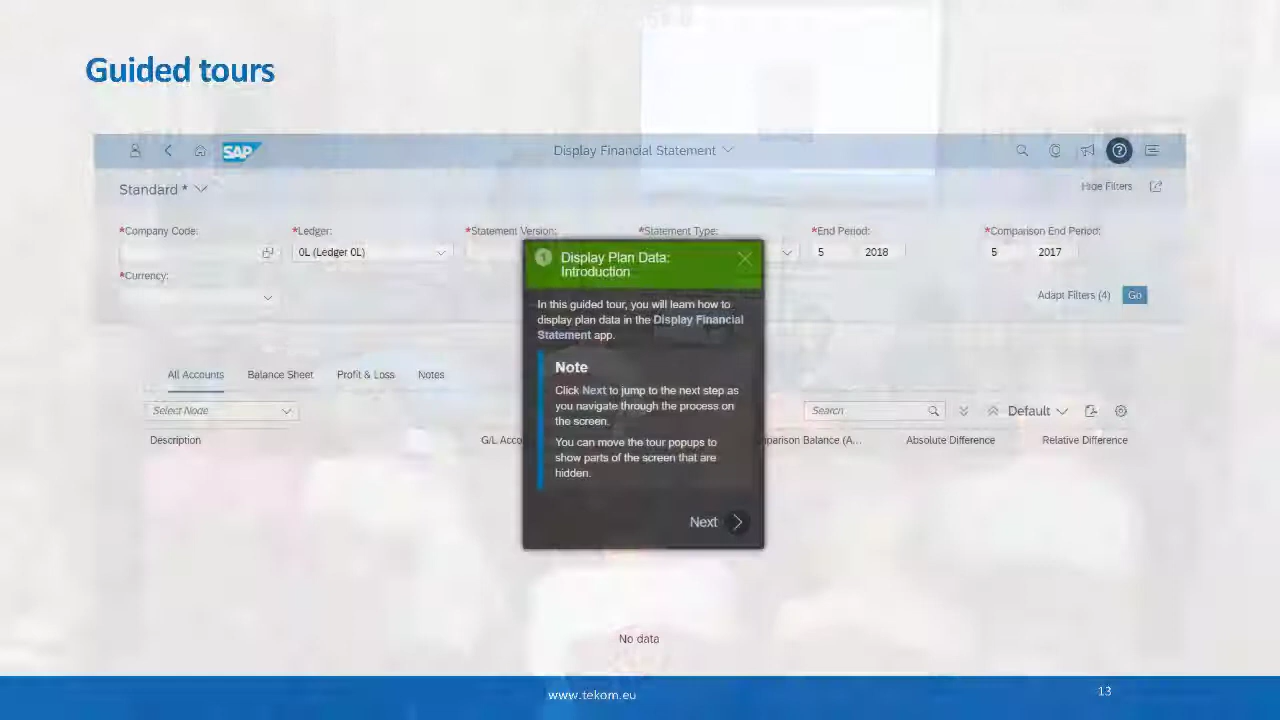 Guided tours
SAP
Display Financial Statement
Standard *
Hide Filters
*Company Code:
*Ledger:
*Statement Version:
*Statement Type:
*End Period:
*Comparison End Period:
0L (Ledger 0L)
5
2018
5
2017
*Currency:
Adapt Filters (4)
Go
1
Display Plan Data:
Introduction
In this guided tour, you will learn how to
display plan data in the Display Financial
Statement app.
Note
Click Next to jump to the next step as
you navigate through the process on
the screen.
You can move the tour popups to
show parts of the screen that are
hidden.
Next
All Accounts
Balance Sheet
Profit & Loss
Notes
Select Node
Search
Default
Description
G/L Acco
parison Balance (A...
Absolute Difference
Relative Difference
No data
www.tekom.eu
13